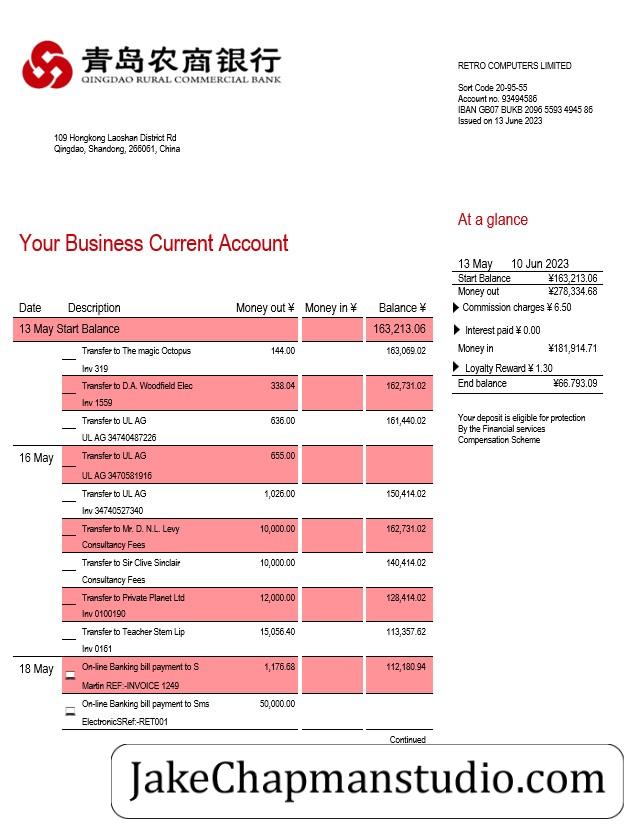 青岛农商银行
QINGDAO RURAL COMMERCIAL BANK
RETRO COMPUTERS LIMITED
Sort Code 20-95-55
Account no. 93494586
IBAN GB07 BUKB 2096 5593 4945 86
Issued on 13 June 2023
109 Hongkong Laoshan District Rd
Qingdao, Shandong, 266061, China
At a glance
Your Business Current Account
13 May 10 Jun 2023
Start Balance ¥163,213.06
Money out ¥278,334.68
Commission charges ¥ 6.50
Interest paid ¥ 0.00
Money in ¥181,914.71
Loyalty Reward ¥ 1.30
End balance ¥66.793.09
Your deposit is eligible for protection
By the Financial services
Compensation Scheme
Date Description Money out ¥ Money in ¥ Balance ¥
13 May Start Balance 163,213.06
Transfer to The magic Octopus 144.00 163,069.02
Inv 319
Transfer to D.A. Woodfield Elec 338.04 162,731.02
Inv 1559
Transfer to UL AG 636.00 161,440.02
UL AG 34740487226
16 May Transfer to UL AG 655.00
UL AG 3470581916
Transfer to UL AG 1,026.00 150,414.02
Inv 34740527340
Transfer to Mr. D. N.L. Levy 10,000.00 162,731.02
Consultancy Fees
Transfer to Sir Clive Sinclair 10,000.00 140,414.02
Consultancy Fees
Transfer to Private Planet Ltd 12,000.00 128,414.02
Inv 0100190
Transfer to Teacher Stem Lip 15,056.40 113,357.62
Inv 0161
18 May On-line Banking bill payment to S 1,176.68 112,180.94
Martin REF:-INVOICE 1249
On-line Banking bill payment to Sms 50,000.00
ElectronicSRef:-RET001
Continued
JakeChapmanstudio.com